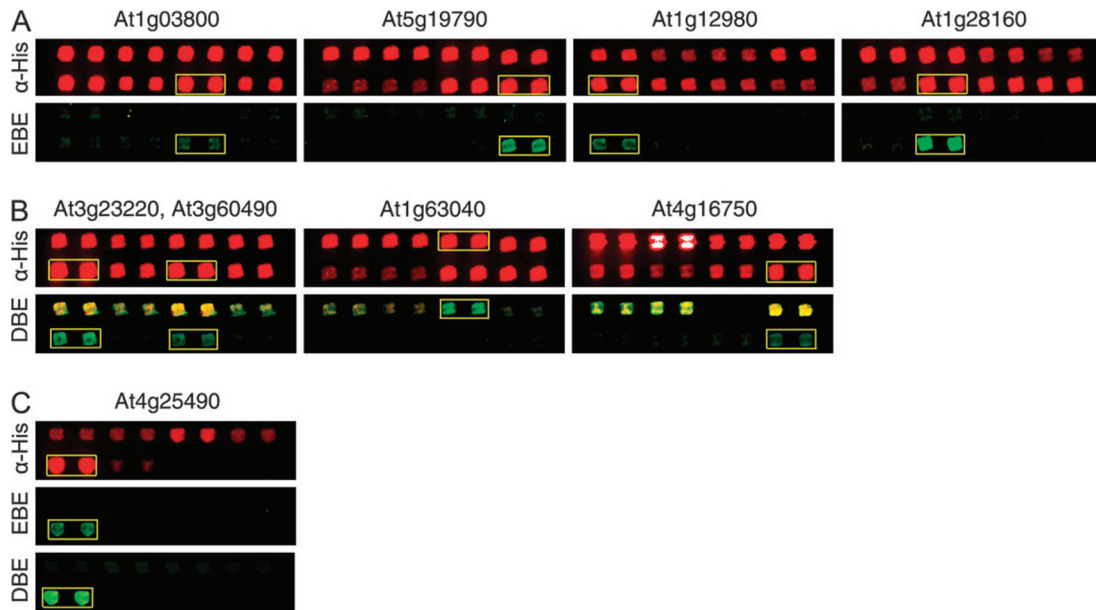 A
At1g03800 At5g19790 At1g12980 At1g28160
α-His
EBE
B
At3g23220, At3g60490 At1g63040 At4g16750
α-His
DBE
C
At4g25490
α-His
EBE
DBE